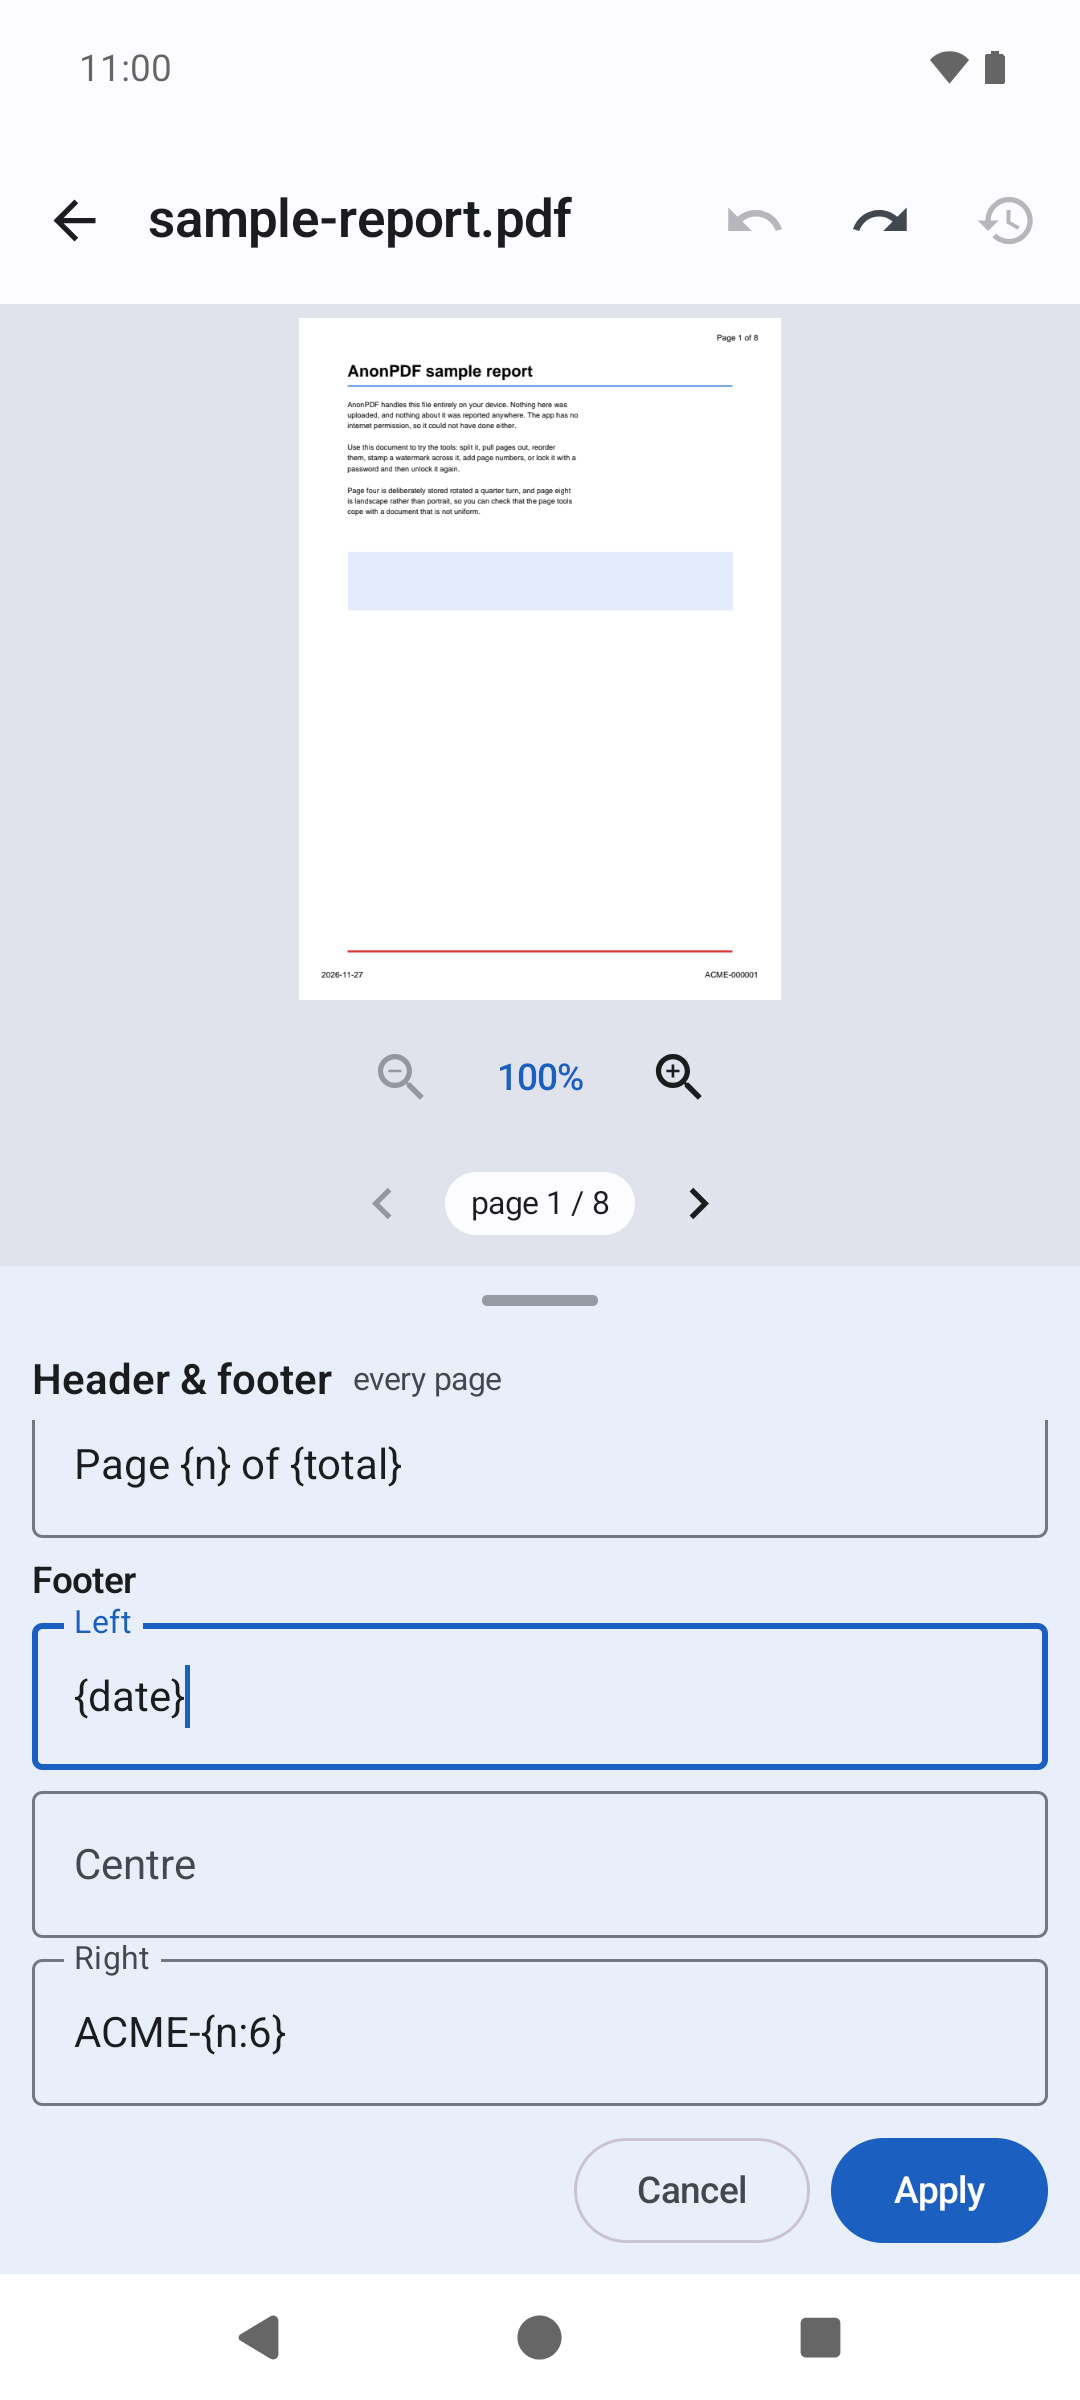 11:00
sample-report.pdf
Page 1 of 8
AnonPDF sample report
AnonPDF handles this file entirely on your device. Nothing here was
uploaded, and nothing about it was reported anywhere. The app has no
internet permission, so it could not have done either.
Use this document to try the tools: split it, pull pages out, reorder
them, stamp a watermark across it, add page numbers, or lock it with a
password and then unlock it again.
Page four is deliberately stored rotated a quarter turn, and page eight
is landscape rather than portrait, so you can check that the page tools
cope with a document that is not uniform.
2026-11-27
ACME-000001
100%
page 1 / 8
Header & footer every page
Page {n} of {total}
Footer
Left
{date}
Centre
Right
ACME-{n:6}
Cancel
Apply